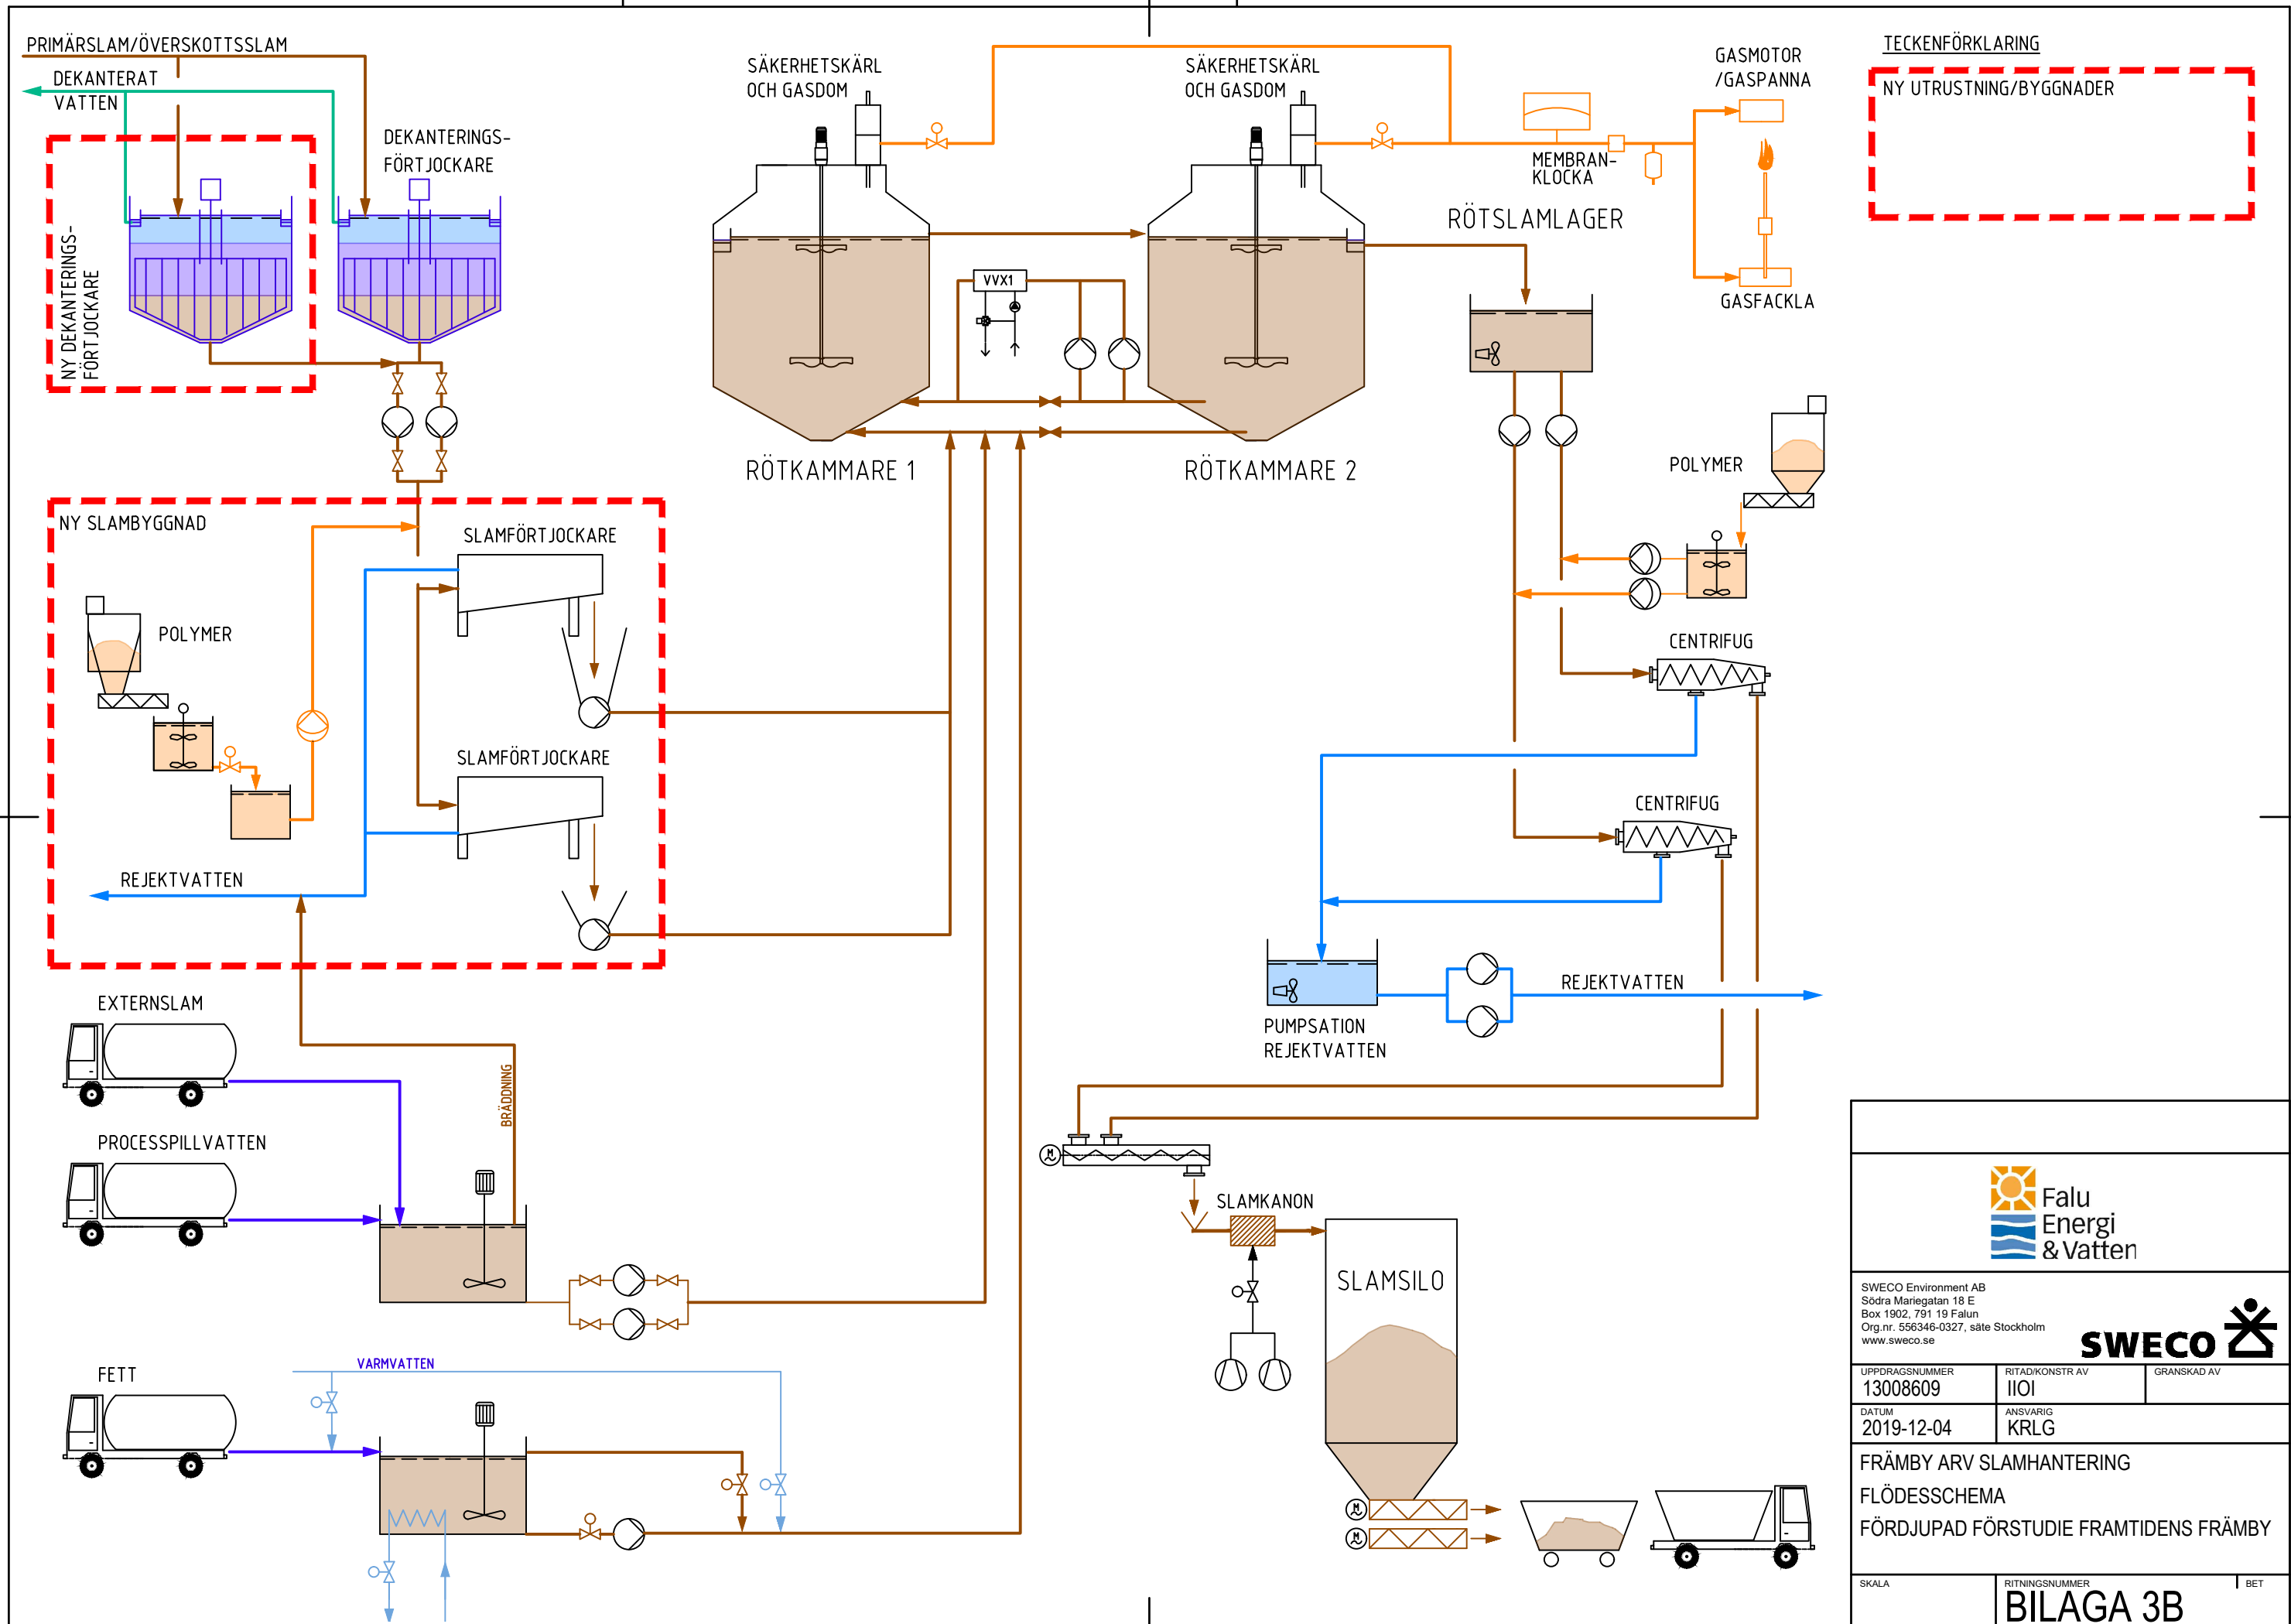 PRIMÄRSLAM/ÖVERSKOTTSSLAM
DEKANTERAT
VATTEN
DEKANTERINGS-
FÖRTJOCKARE
NY DEKANTERINGS-
FÖRTJOCKARE
SÄKERHETSKÄRL
OCH GASDOM
SÄKERHETSKÄRL
OCH GASDOM
GASMOTOR
/GASPANNA
MEMBRAN-
KLOCKA
GASFACKLA
TECKENFÖRKLARING
NY UTRUSTNING/BYGGNADER
VVX1
RÖTSLAMLAGER
RÖTKAMMARE 1
RÖTKAMMARE 2
POLYMER
NY SLAMBYGGNAD
SLAMFÖRTJOCKARE
POLYMER
SLAMFÖRTJOCKARE
REJEKTVATTEN
CENTRIFUG
CENTRIFUG
REJEKTVATTEN
PUMPSATION
REJEKTVATTEN
EXTERNSLAM
BRÄDDNING
PROCESSPILLVATTEN
FETT
VARMVATTEN
M
SLAMKANON
SLAMSILO
M
M
Falu
Energi
& Vatten
SWECO Environment AB
Södra Mariegatan 18 E
Box 1902, 791 19 Falun
Org.nr. 556346-0327, säte Stockholm
www.sweco.se
SWECO
UPPDRAGSNUMMER
13008609
RITAD/KONSTR AV
IIOI
GRANSKAD AV
DATUM
2019-12-04
ANSVARIG
KRLG
FRÄMBY ARV SLAMHANTERING
FLÖDESSCHEMA
FÖRDJUPAD FÖRSTUDIE FRAMTIDENS FRÄMBY
SKALA
RITNINGSNUMMER
BILAGA 3B
BET